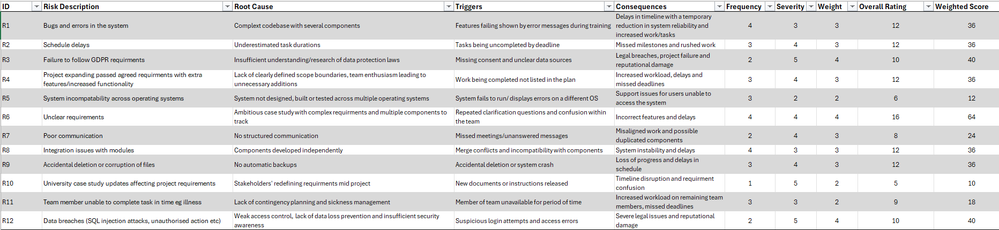 ID Risk Description Root Cause Triggers Consequences Frequency Severity Weight Overall Rating Weighted Score
R1 Bugs and errors in the system Complext codebase with several components Features failing shown by error messages during training Delays in timeline with a temporary reduction in system reliability and increased work/tasks 4 3 3 12 36
R2 Schedule delays Underestimated task durations Tasks being uncompleted by deadline Missed milestones and rushed work 3 4 3 12 36
R3 Failure to follow GDPR requirments Insufficient understanding/research of data protection laws Missing consent and unclear data sources Legal breaches, project failure and reputational damage 2 5 4 10 40
R4 Project expanding passed agreed requirments with extra features/increased functionality Lack of clearly defined scope boundaries, team enthusiasm leading to unnecessary additions Work being completed not listed in the plan Increased workload, delays and missed deadlines 3 4 3 12 36
R5 System incompatability across operating systems System not designed, built or tested across multiple operating systems System fails to run/ displays errors on a different OS Support issues for users unable to access the system 3 2 2 6 12
R6 Unclear requirements Ambitious case study with complex requirments and multiple components to track Repeated clarification questions and confusion within the team Incorrect features and delays 4 4 4 16 64
R7 Poor communication No structured communication Missed meetings/unanswered messages Misaligned work and possible duplicated components 2 4 3 8 24
R8 Integration issues with modules Components developed independently Merge conflicts and incompatibility with components System instability and delays 4 3 3 12 36
R9 Accidental deletion or corruption of files No automatic backups Accidental deletion or system crash Loss of progress and delays in schedule 3 4 3 12 36
R10 University case study updates affecting project requirements Stakeholders' redefining requirments mid project New documents or instructions released Timeline disruption and requirment confusion 1 5 2 5 10
R11 Team member unable to complete task in time eg illness Lack of contingency planning and sickness management Member of team unavailable for period of time Increased workload on remaining team members, missed deadlines 3 3 2 9 18
R12 Data breaches (SQL injection attacks, unauthorised action etc) Weak access control, lack of data loss prevention and insufficient security awareness Suspicious login attempts and access errors Severe legal issues and reputational damage 2 5 4 10 40